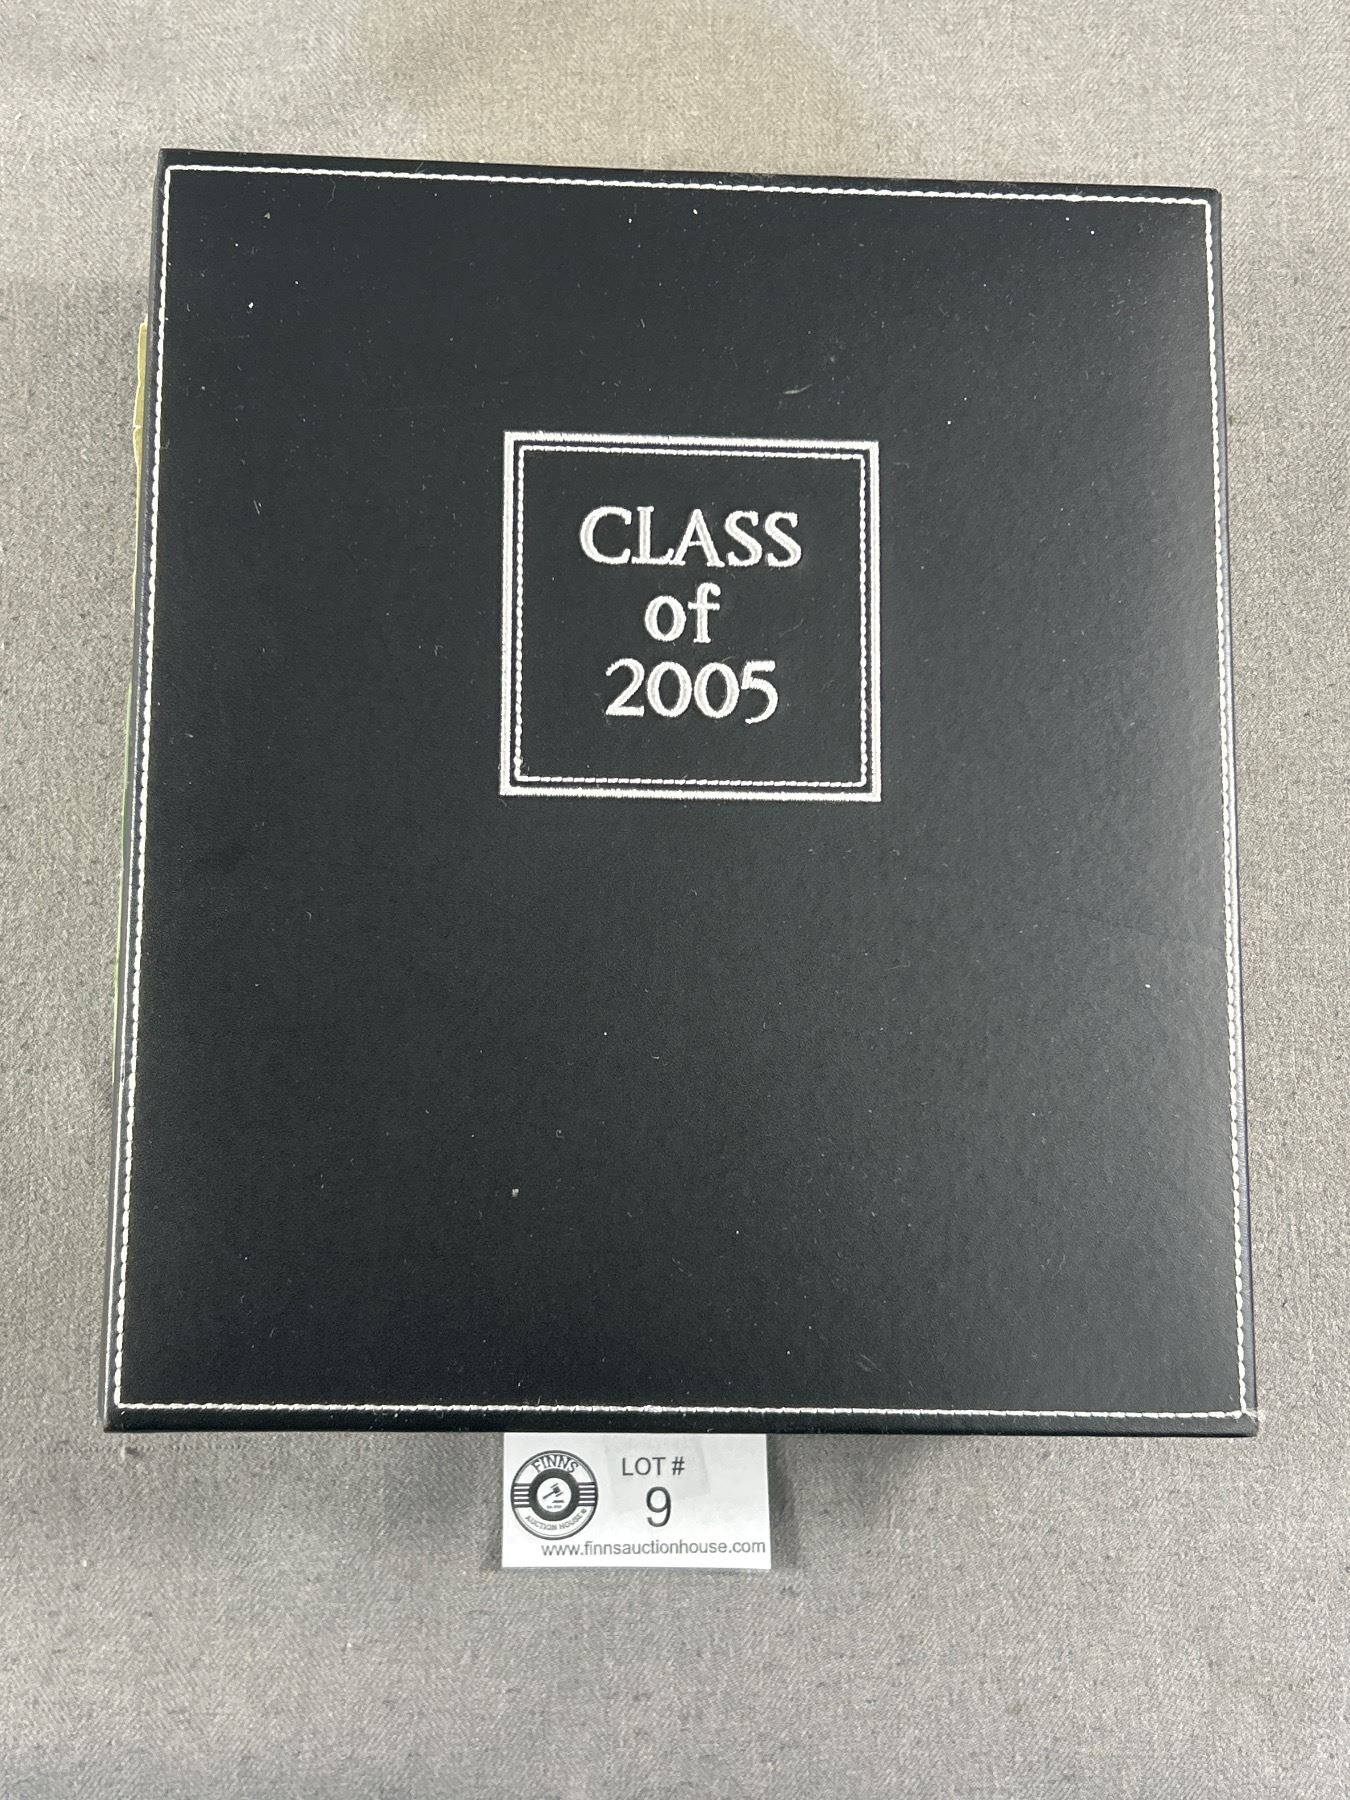 CLASS
of
2005
FINNS
AUCTION HOUSE
LOT #
9
www.finnsauctionhouse.com